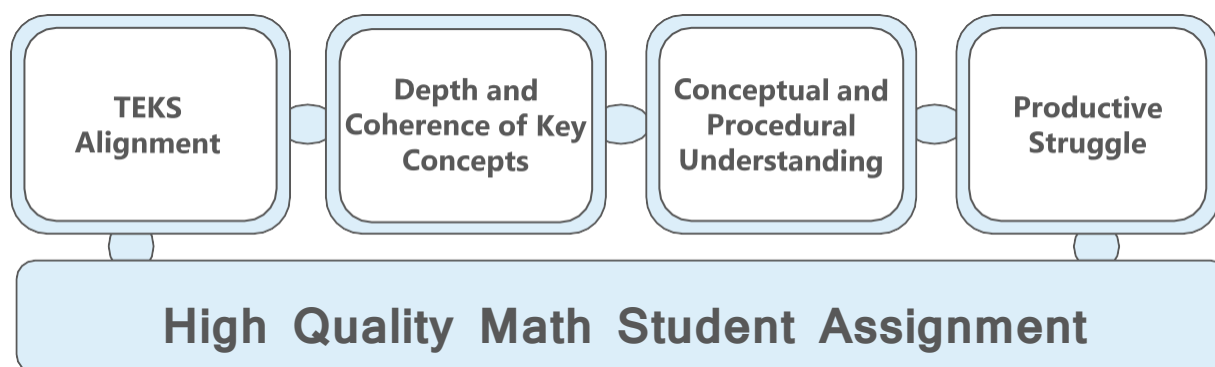 TEKS
Alignment
Depth and
Coherence of Key
Concepts
Conceptual and
Procedural
Understanding
Productive
Struggle
High Quality Math Student Assignment